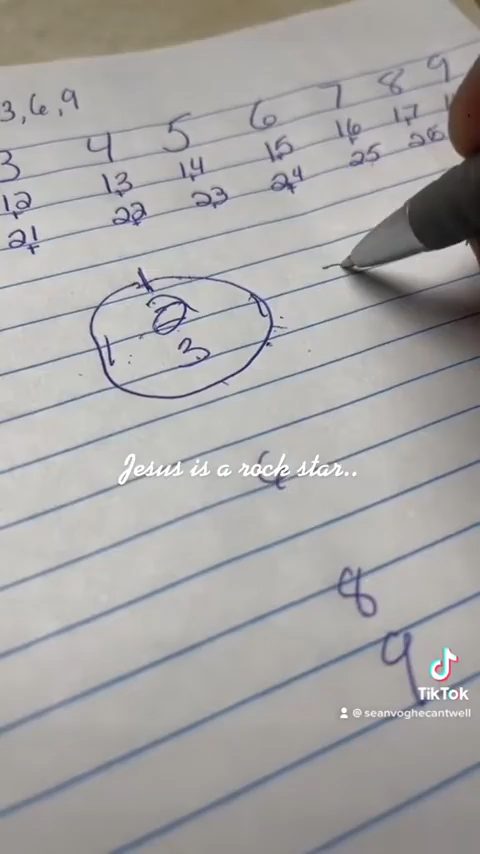 3, 6, 9
3 4 5 6 7 8 9
12 13 14 15 16 17
21 22 23 24 25 26
1
2
1 3
Jesus is a rock star..
8
9
TikTok
@seanvoghecantwell